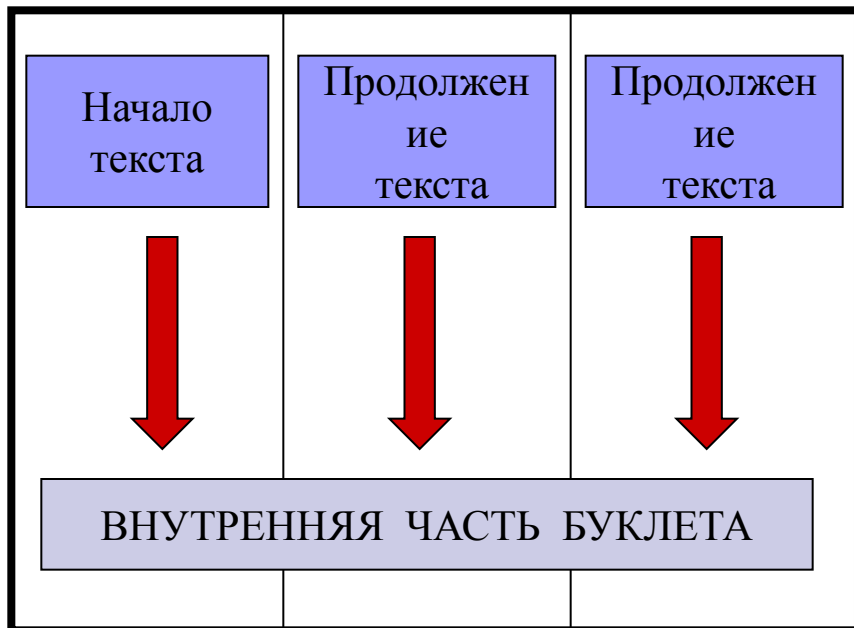 Начало
текста
Продолжен
ие
текста
Продолжен
ие
текста
ВНУТРЕННЯЯ ЧАСТЬ БУКЛЕТА